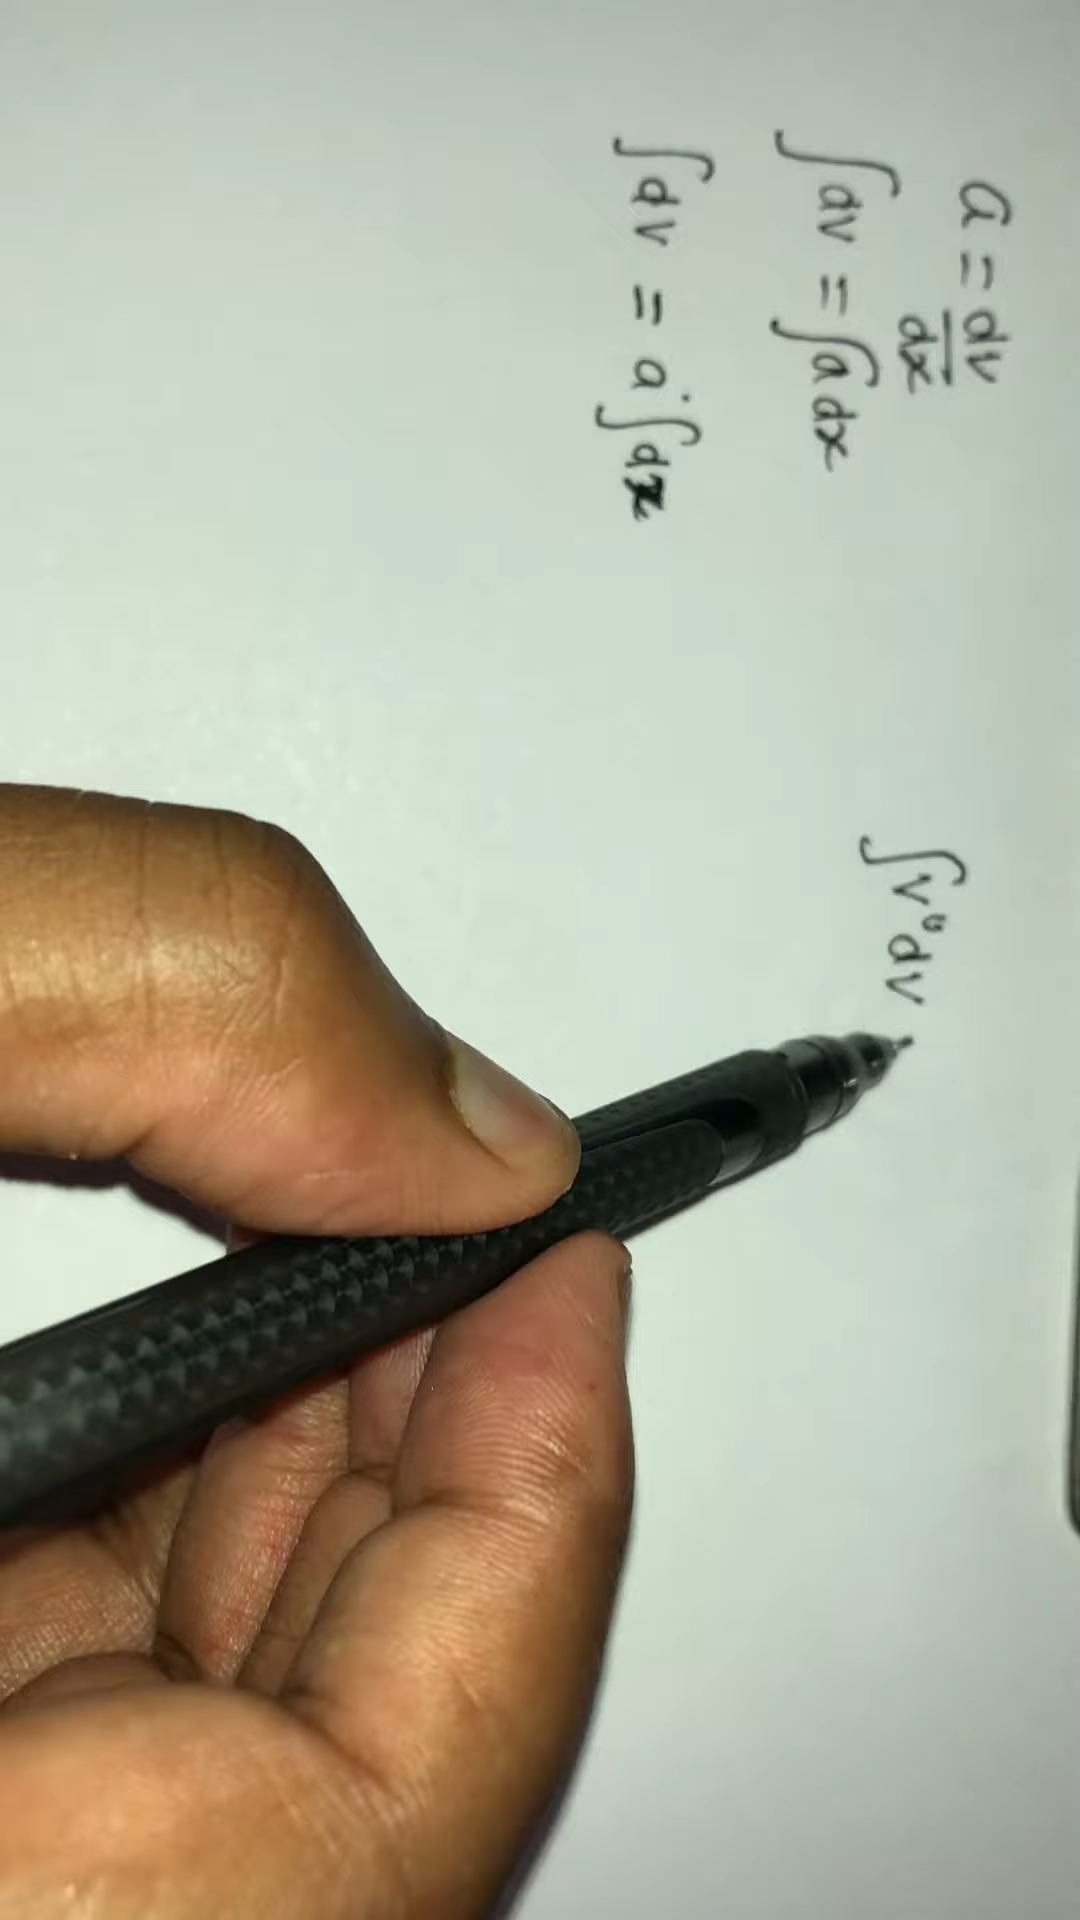 a = dv/dx
∫dv = ∫a dx
∫dv = a∫dx
∫v⁰dv